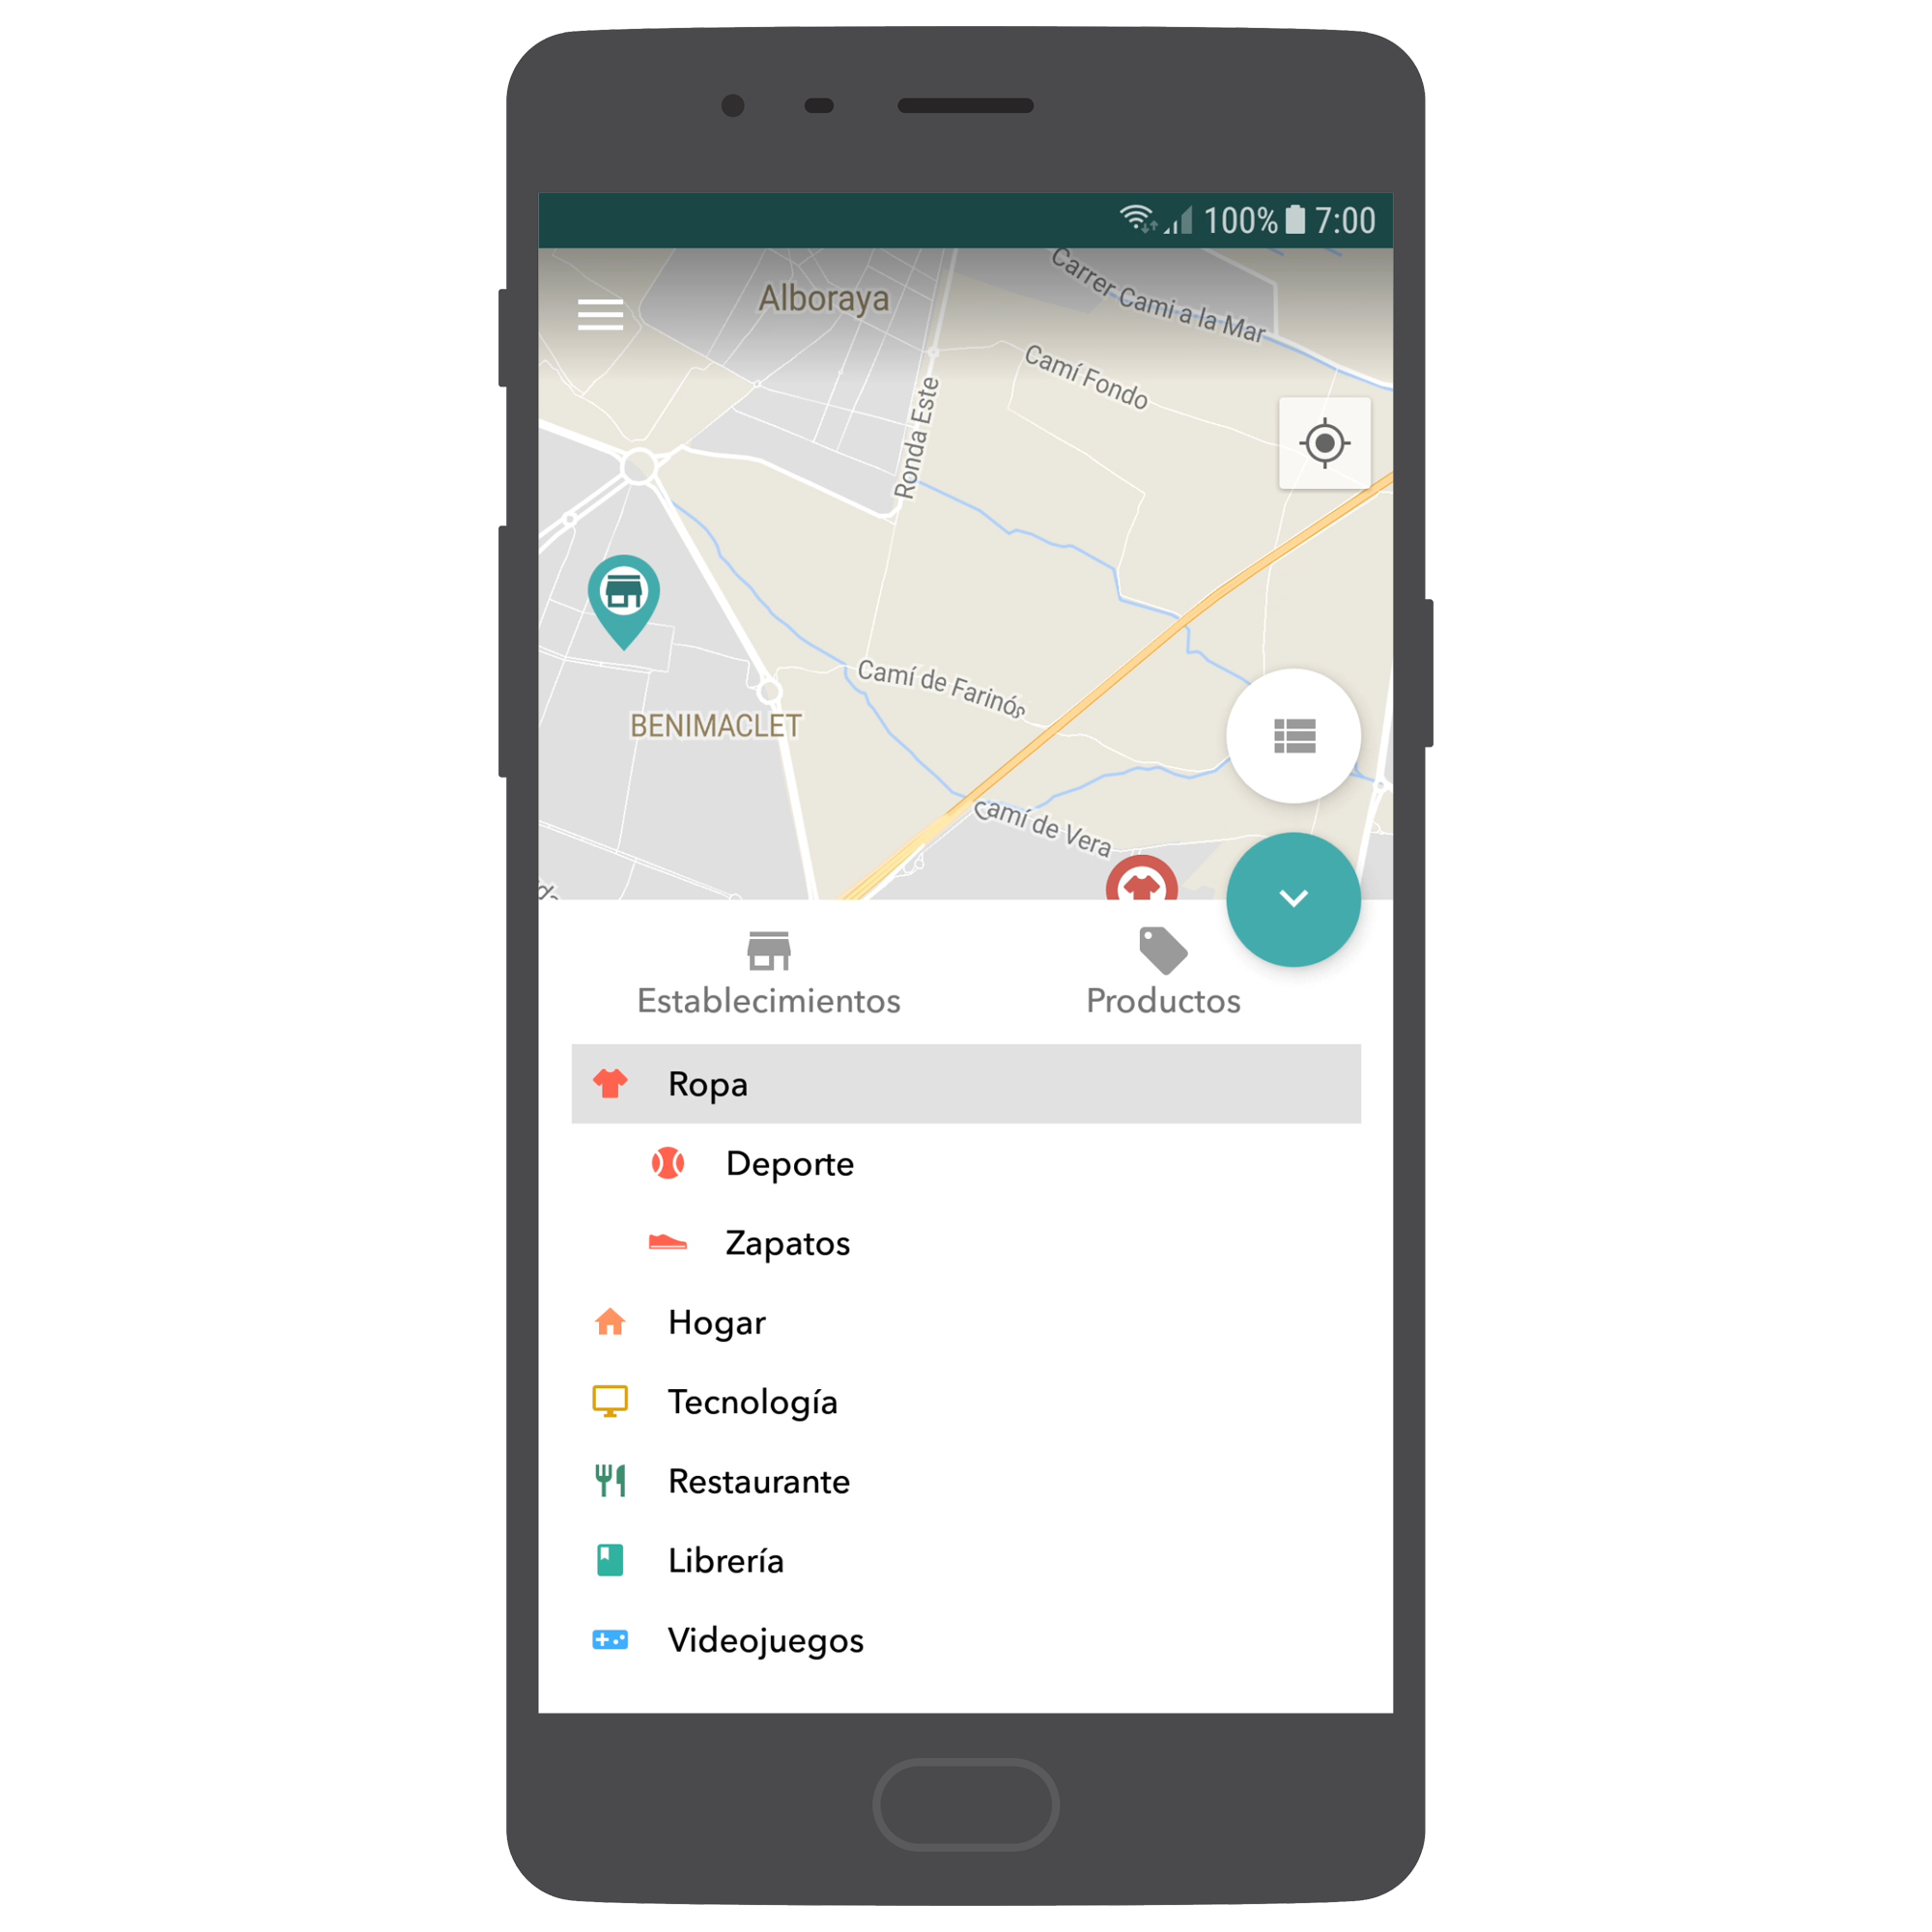 100% 7:00
Alboraya
Carrer Cami a la Mar
Camí Fondo
Ronda Este
Camí de Farinós
BENIMACLET
Camí de Vera
Establecimientos
Productos
Ropa
Deporte
Zapatos
Hogar
Tecnología
Restaurante
Librería
Videojuegos